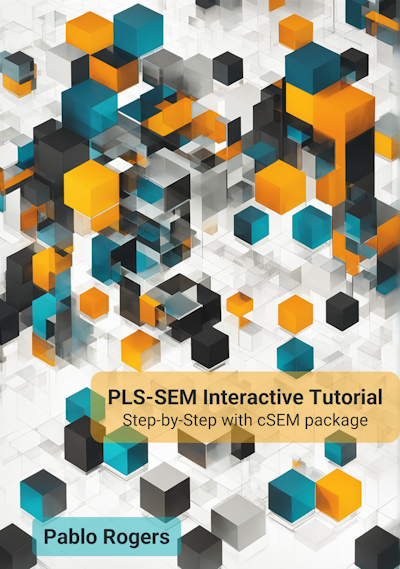 PLS-SEM Interactive Tutorial
Step-by-Step with cSEM package
Pablo Rogers